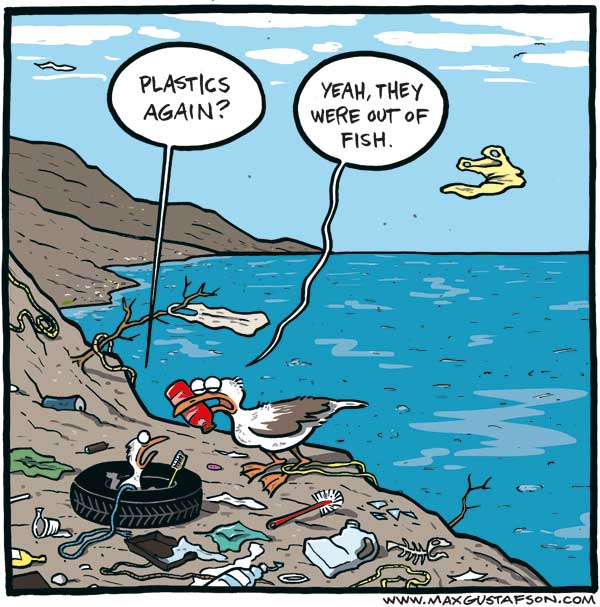 PLASTICS
AGAIN?
YEAH, THEY
WERE OUT OF
FISH.
WWW.MAXGUSTAFSON.COM